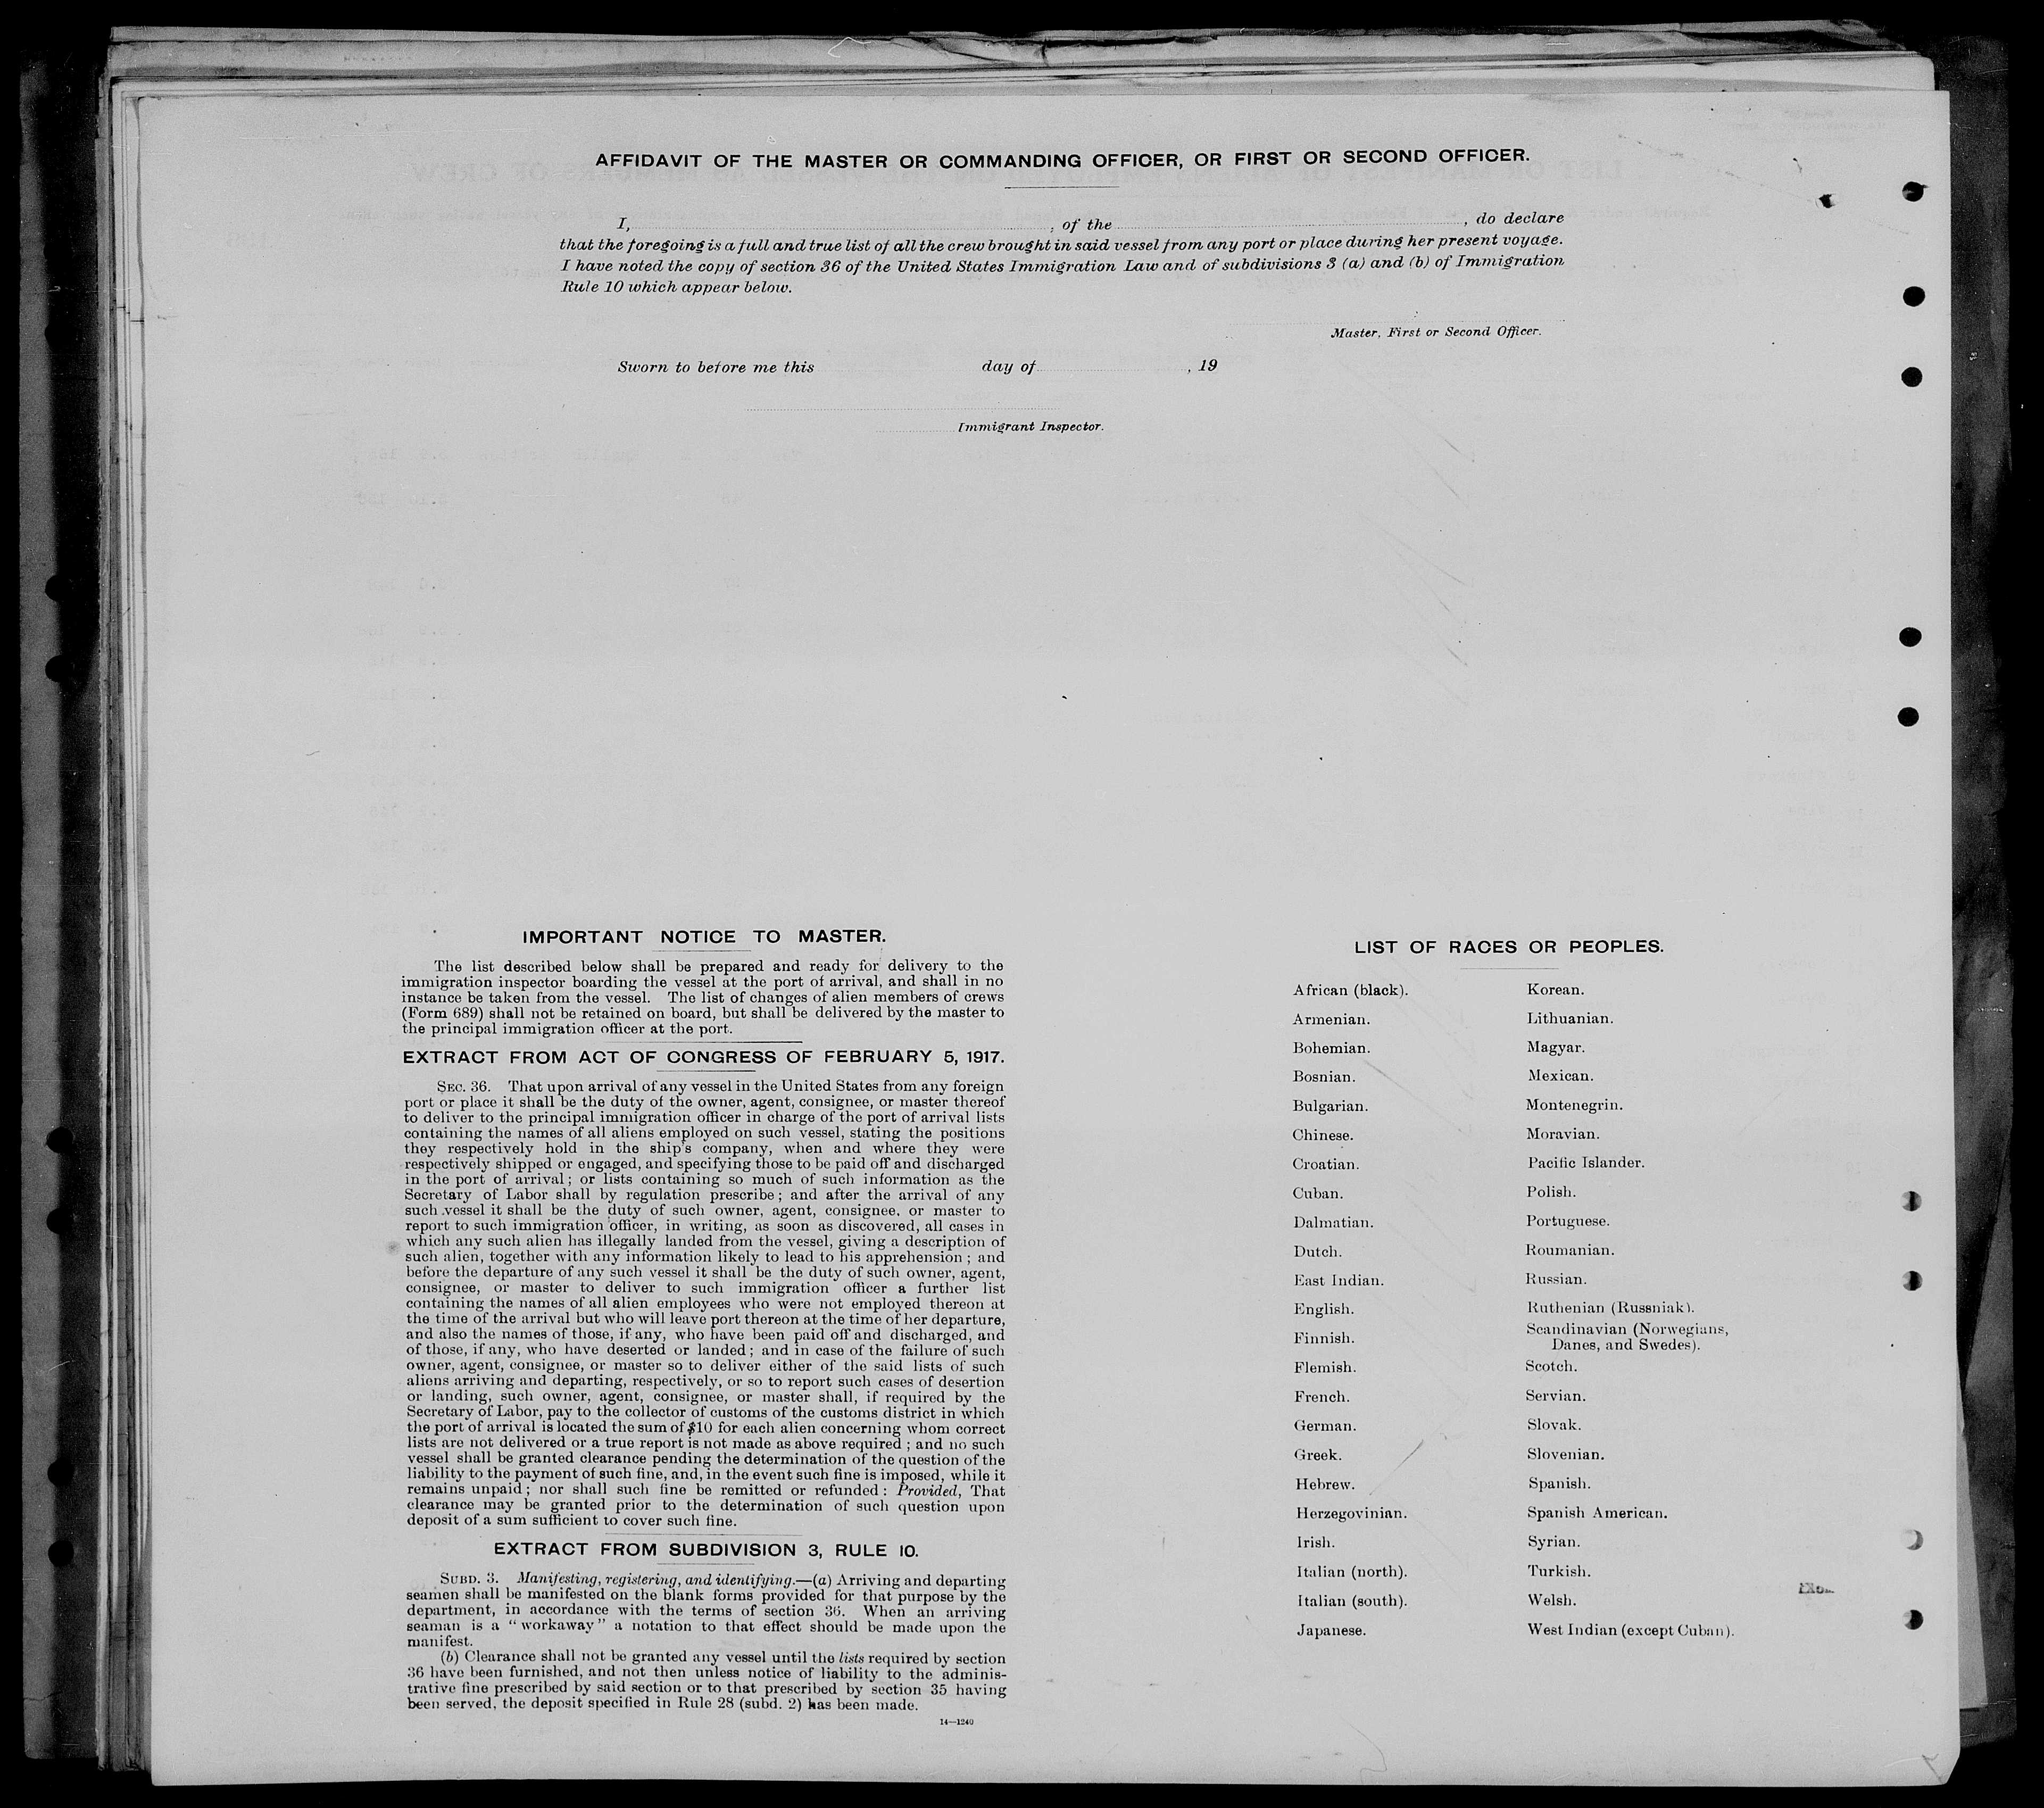 AFFIDAVIT OF THE MASTER OR COMMANDING OFFICER, OR FIRST OR SECOND OFFICER.
I, , of the , do declare
that the foregoing is a full and true list of all the crew brought in said vessel from any port or place during her present voyage.
I have noted the copy of section 36 of the United States Immigration Law and of subdivisions 3 (a) and (b) of Immigration
Rule 10 which appear below.
Master, First or Second Officer.
Sworn to before me this day of , 19
Immigrant Inspector.
IMPORTANT NOTICE TO MASTER.
The list described below shall be prepared and ready for delivery to the
immigration inspector boarding the vessel at the port of arrival, and shall in no
instance be taken from the vessel. The list of changes of alien members of crews
(Form 689) shall not be retained on board, but shall be delivered by the master to
the principal immigration officer at the port.
EXTRACT FROM ACT OF CONGRESS OF FEBRUARY 5, 1917.
SEC. 36. That upon arrival of any vessel in the United States from any foreign
port or place it shall be the duty of the owner, agent, consignee, or master thereof
to deliver to the principal immigration officer in charge of the port of arrival lists
containing the names of all aliens employed on such vessel, stating the positions
they respectively hold in the ship's company, when and where they were
respectively shipped or engaged, and specifying those to be paid off and discharged
in the port of arrival; or lists containing so much of such information as the
Secretary of Labor shall by regulation prescribe; and after the arrival of any
such vessel it shall be the duty of such owner, agent, consignee, or master to
report to such immigration officer, in writing, as soon as discovered, all cases in
which any such alien has illegally landed from the vessel, giving a description of
such alien, together with any information likely to lead to his apprehension; and
before the departure of any such vessel it shall be the duty of such owner, agent,
consignee, or master to deliver to such immigration officer a further list
containing the names of all alien employees who were not employed thereon at
the time of the arrival but who will leave port thereon at the time of her departure,
and also the names of those, if any, who have been paid off and discharged, and
of those, if any, who have deserted or landed; and in case of the failure of such
owner, agent, consignee, or master so to deliver either of the said lists of such
aliens arriving and departing, respectively, or so to report such cases of desertion
or landing, such owner, agent, consignee, or master shall, if required by the
Secretary of Labor, pay to the collector of customs of the customs district in which
the port of arrival is located the sum of $10 for each alien concerning whom correct
lists are not delivered or a true report is not made as above required; and no such
vessel shall be granted clearance pending the determination of the question of the
liability to the payment of such fine, and, in the event such fine is imposed, while it
remains unpaid; nor shall such fine be remitted or refunded: Provided, That
clearance may be granted prior to the determination of such question upon
deposit of a sum sufficient to cover such fine.
EXTRACT FROM SUBDIVISION 3, RULE 10.
SUBD. 3. Manifesting, registering, and identifying.—(a) Arriving and departing
seamen shall be manifested on the blank forms provided for that purpose by the
department, in accordance with the terms of section 36. When an arriving
seaman is a "workaway" a notation to that effect should be made upon the
manifest.
(b) Clearance shall not be granted any vessel until the lists required by section
36 have been furnished, and not then unless notice of liability to the adminis-
trative fine prescribed by said section or to that prescribed by section 35 having
been served, the deposit specified in Rule 28 (subd. 2) has been made.
14—1240
LIST OF RACES OR PEOPLES.
African (black).
Armenian.
Bohemian.
Bosnian.
Bulgarian.
Chinese.
Croatian.
Cuban.
Dalmatian.
Dutch.
East Indian.
English.
Finnish.
Flemish.
French.
German.
Greek.
Hebrew.
Herzegovinian.
Irish.
Italian (north).
Italian (south).
Japanese.
Korean.
Lithuanian.
Magyar.
Mexican.
Montenegrin.
Moravian.
Pacific Islander.
Polish.
Portuguese.
Roumanian.
Russian.
Ruthenian (Russniak).
Scandinavian (Norwegians,
Danes, and Swedes).
Scotch.
Servian.
Slovak.
Slovenian.
Spanish.
Spanish American.
Syrian.
Turkish.
Welsh.
West Indian (except Cuban).